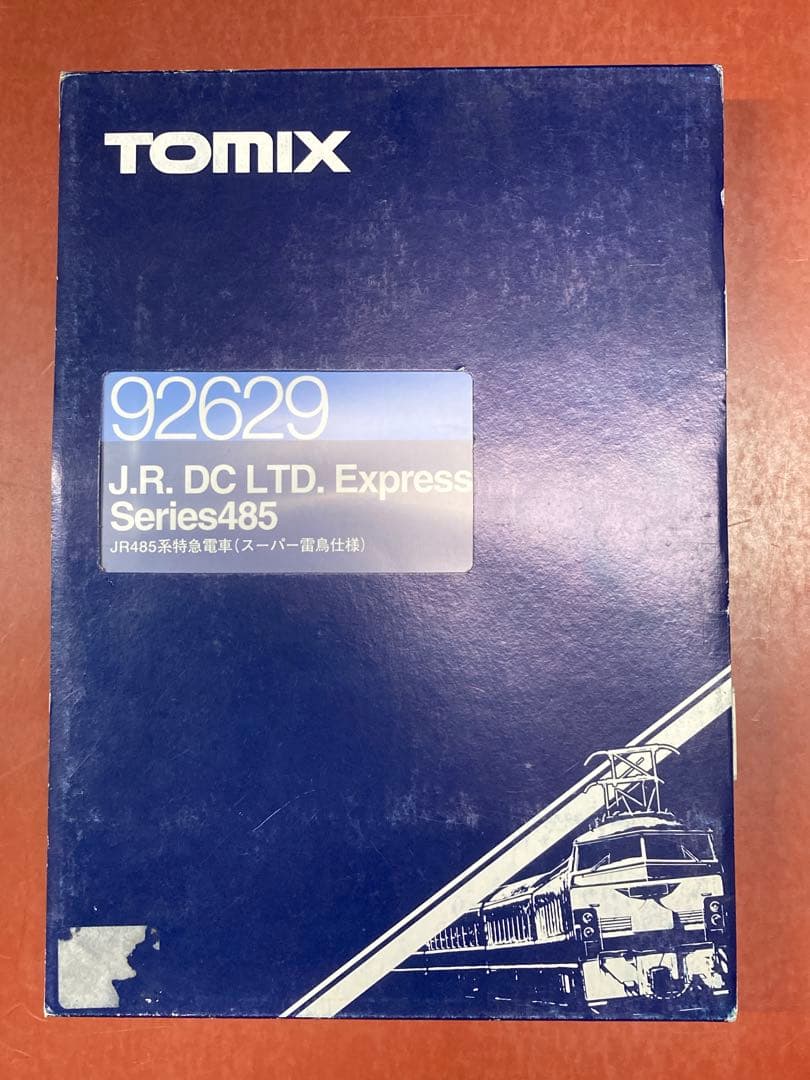 TOMIX
92629
J.R. DC LTD. Express
Series485
JR485系特急電車(スーパー雷鳥仕様)